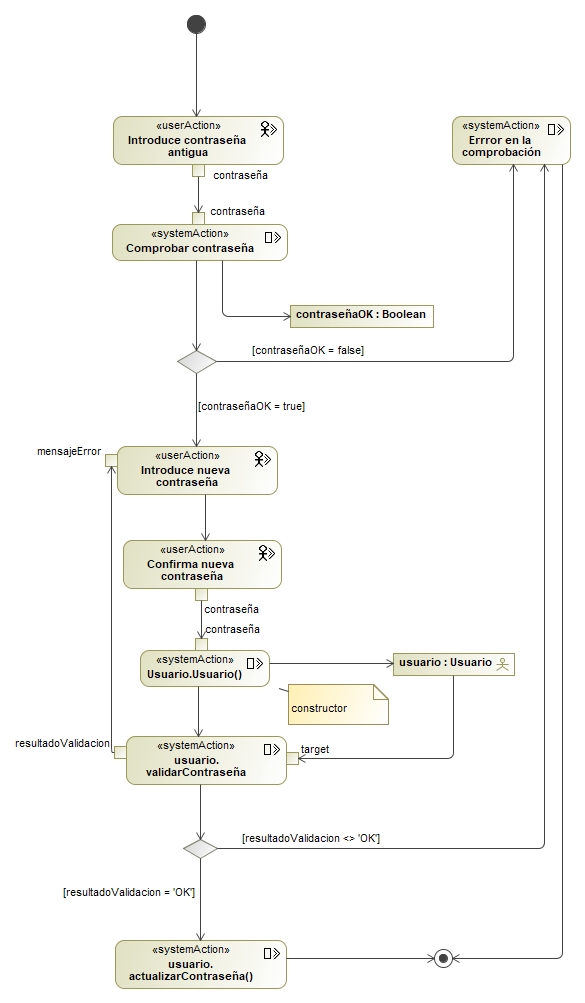 «userAction»
Introduce contraseña
antigua
«systemAction»
Errror en la
comprobación
contraseña
contraseña
«systemAction»
Comprobar contraseña
contraseñaOK : Boolean
[contraseñaOK = false]
[contraseñaOK = true]
mensajeError
«userAction»
Introduce nueva
contraseña
«userAction»
Confirma nueva
contraseña
contraseña
contraseña
«systemAction»
Usuario.Usuario()
usuario : Usuario
constructor
resultadoValidacion
«systemAction»
usuario.
validarContraseña
target
[resultadoValidacion <> 'OK']
[resultadoValidacion = 'OK']
«systemAction»
usuario.
actualizarContraseña()